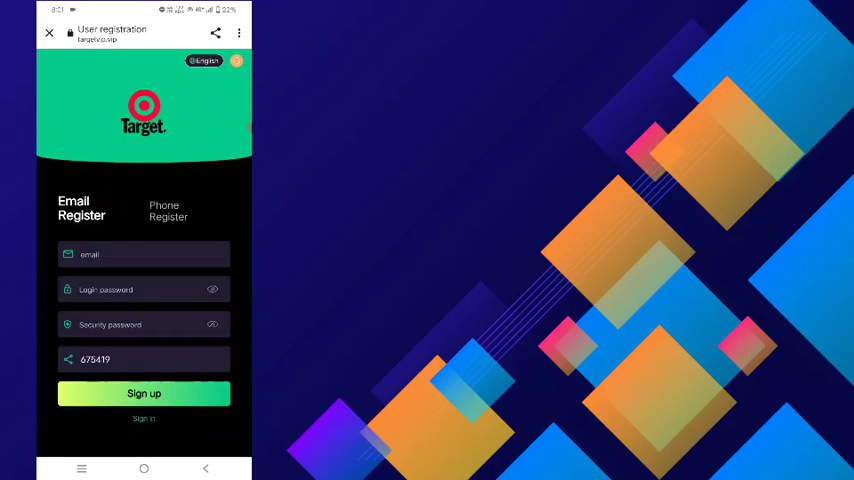 8:01
22%
User registration
targetvip.vip
English
Target.
Email
Register
Phone
Register
email
Login password
Security password
675419
Sign up
Sign in